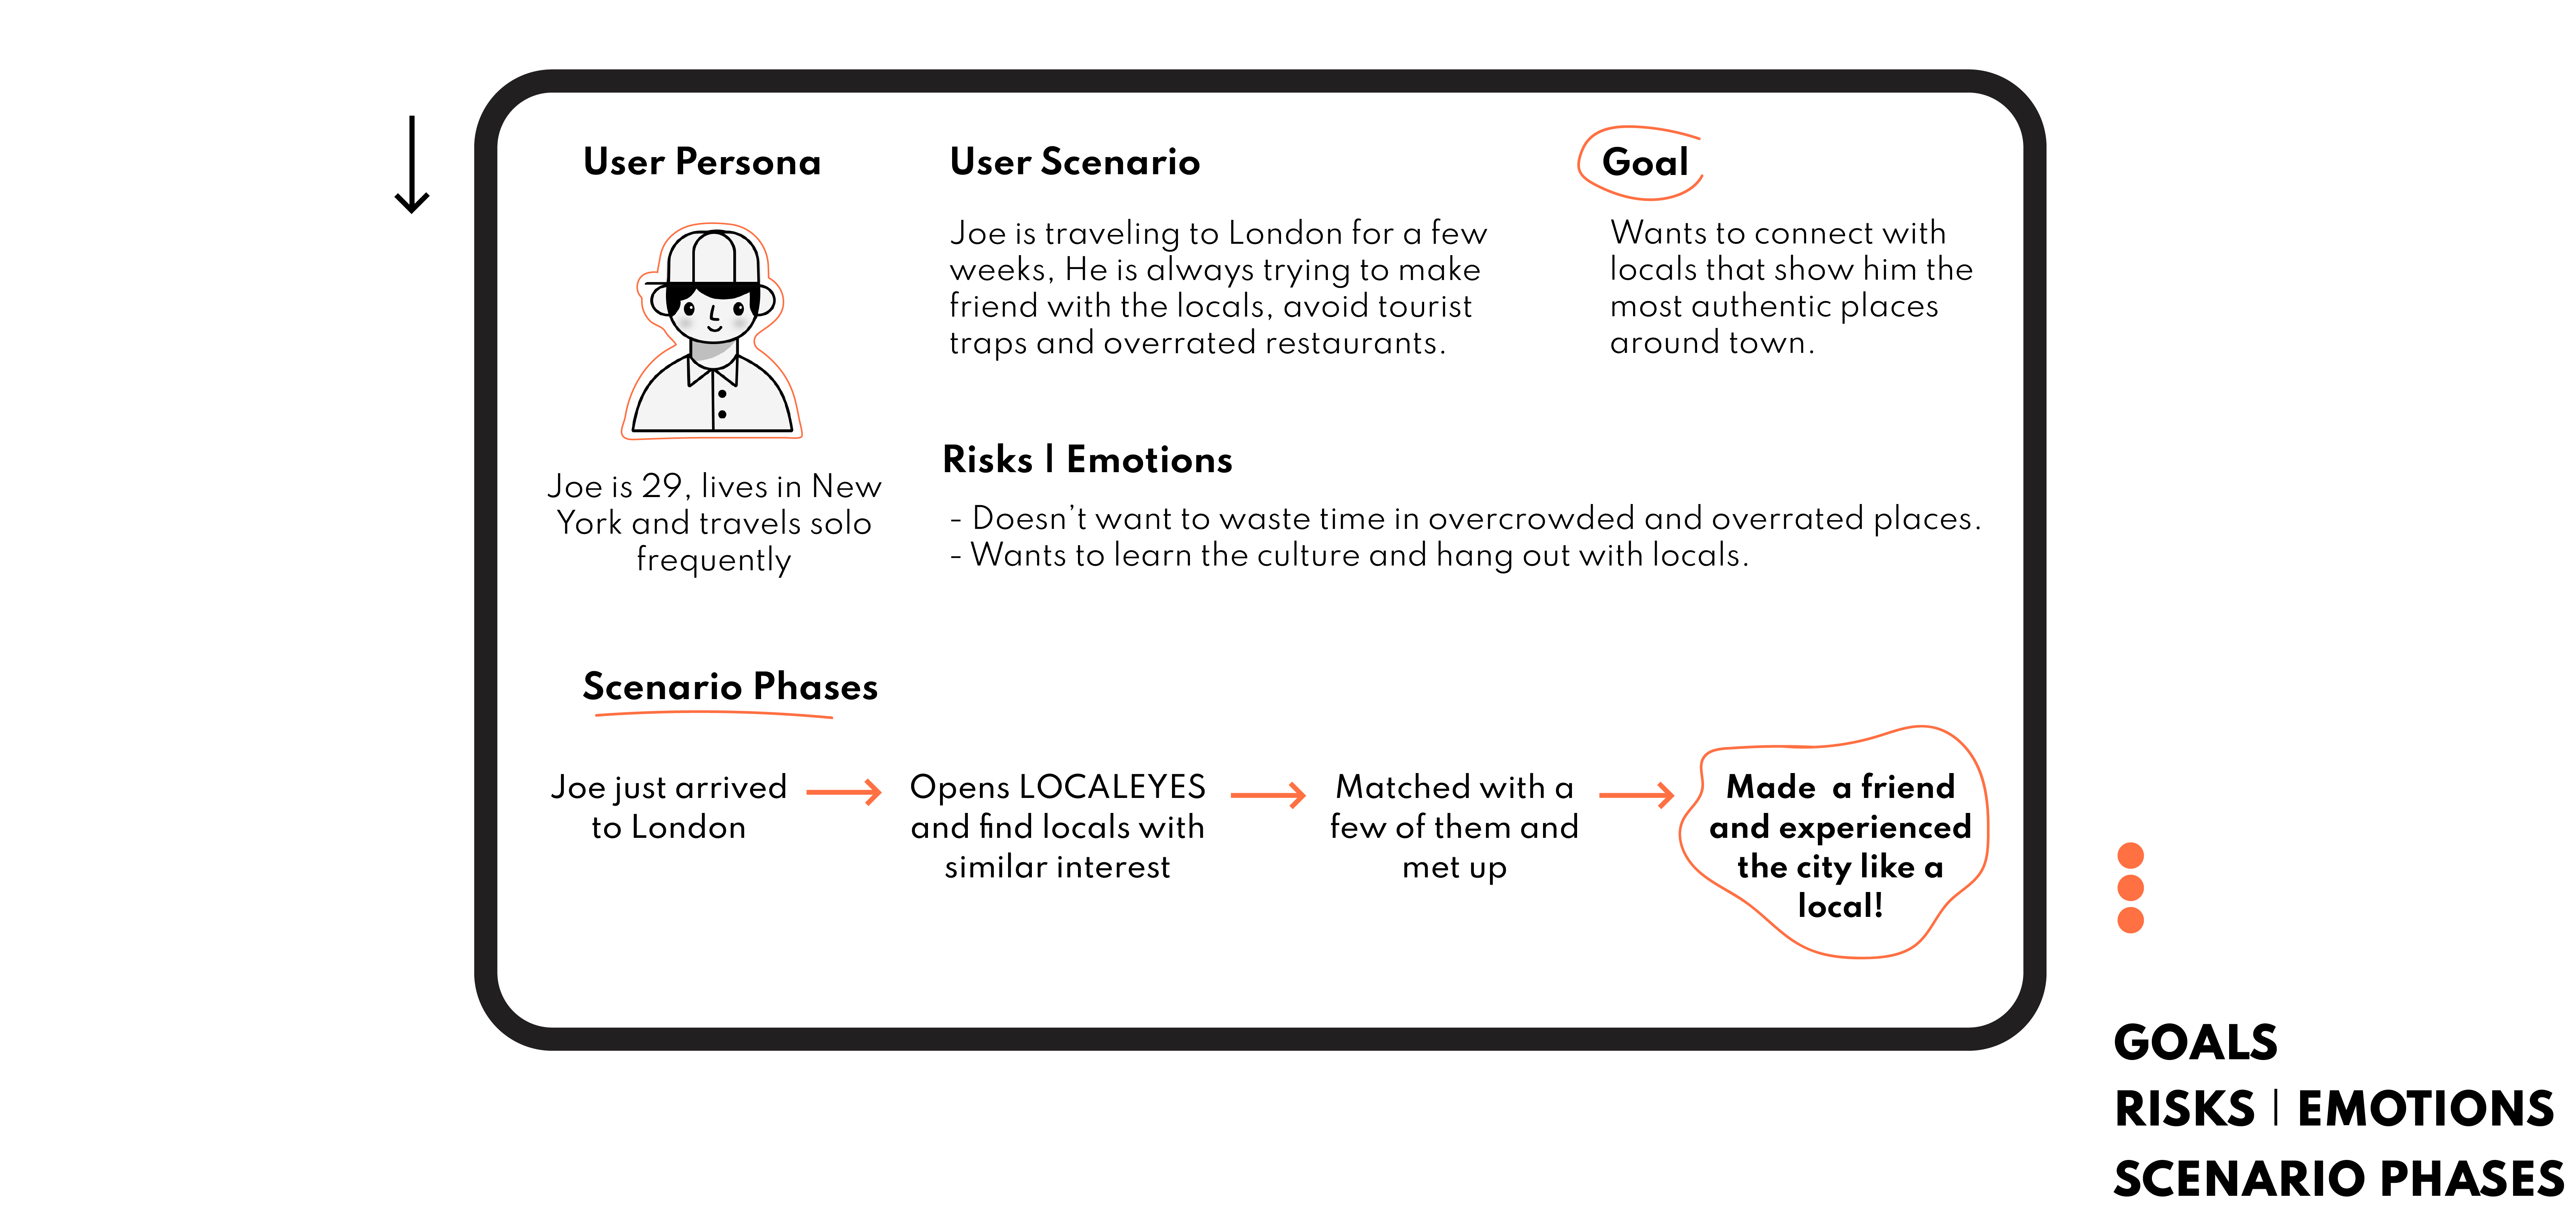 User Persona
Joe is 29, lives in New
York and travels solo
frequently
User Scenario
Joe is traveling to London for a few
weeks, He is always trying to make
friend with the locals, avoid tourist
traps and overrated restaurants.
Goal
Wants to connect with
locals that show him the
most authentic places
around town.
Risks | Emotions
- Doesn’t want to waste time in overcrowded and overrated places.
- Wants to learn the culture and hang out with locals.
Scenario Phases
Joe just arrived
to London
Opens LOCALEYES
and find locals with
similar interest
Matched with a
few of them and
met up
Made  a friend
and experienced
the city like a
local!
GOALS
RISKS | EMOTIONS
SCENARIO PHASES